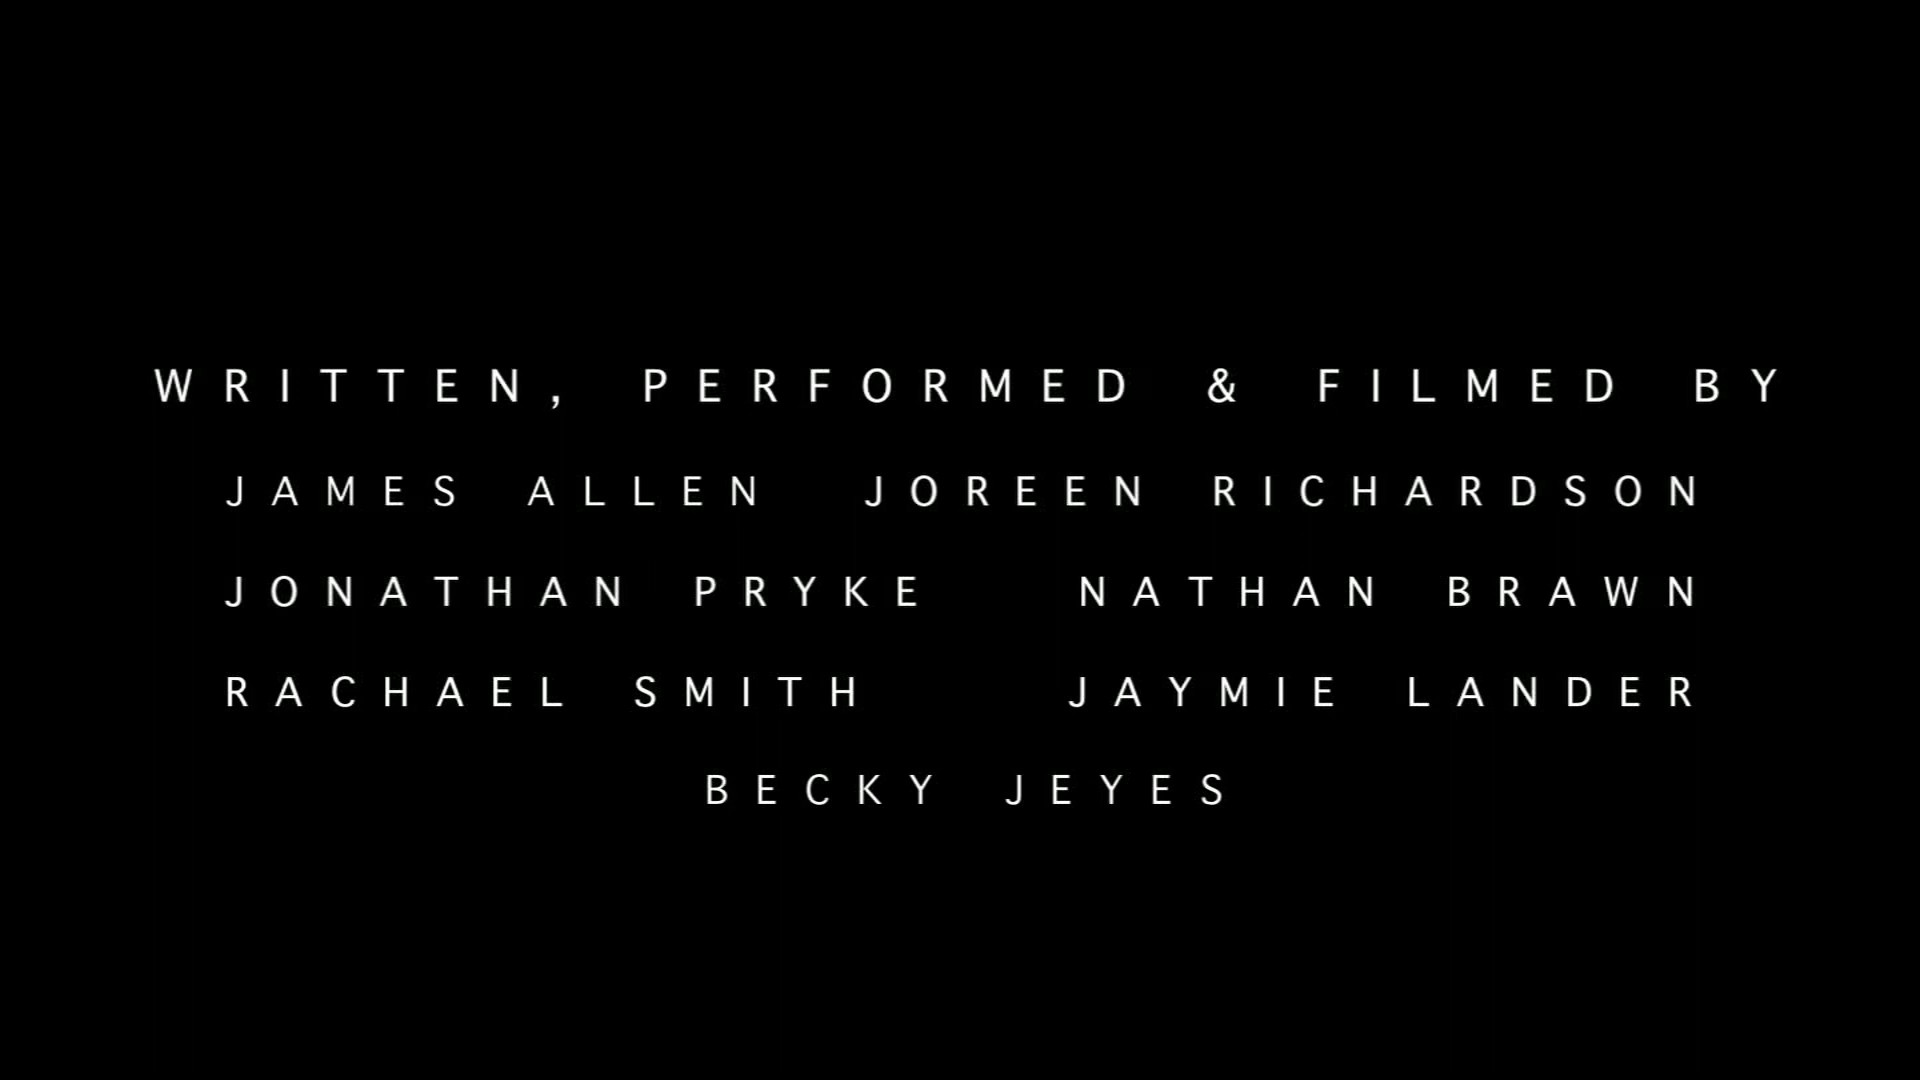 WRITTEN, PERFORMED & FILMED BY
JAMES ALLEN JOREEN RICHARDSON
JONATHAN PRYKE NATHAN BRAWN
RACHAEL SMITH JAYMIE LANDER
BECKY JEYES